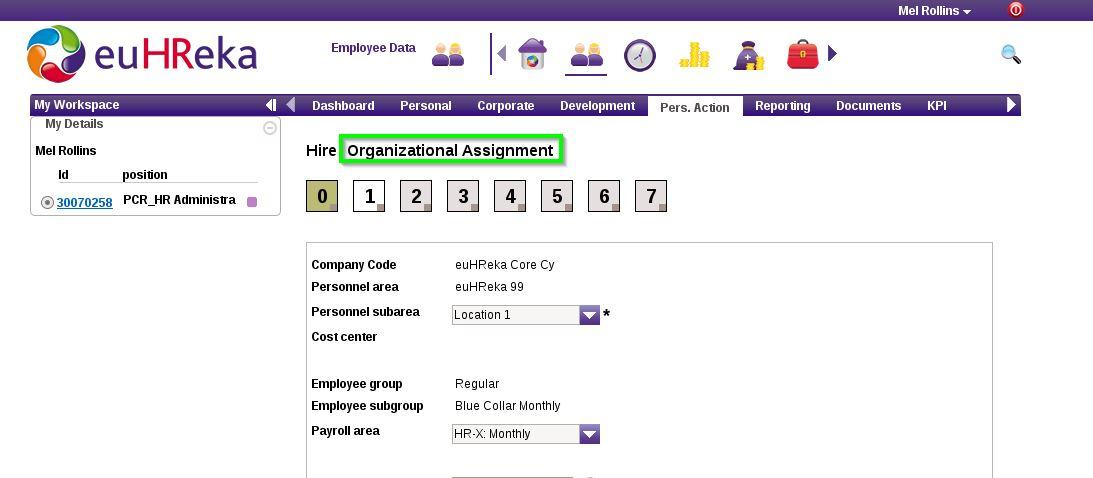 Mel Rollins
euHReka
Employee Data
My Workspace
Dashboard Personal Corporate Development Pers. Action Reporting Documents KPI
My Details
Mel Rollins
Id position
30070258 PCR_HR Administra
Hire Organizational Assignment
0 1 2 3 4 5 6 7
Company Code euHReka Core Cy
Personnel area euHReka 99
Personnel subarea Location 1 *
Cost center
Employee group Regular
Employee subgroup Blue Collar Monthly
Payroll area HR-X: Monthly